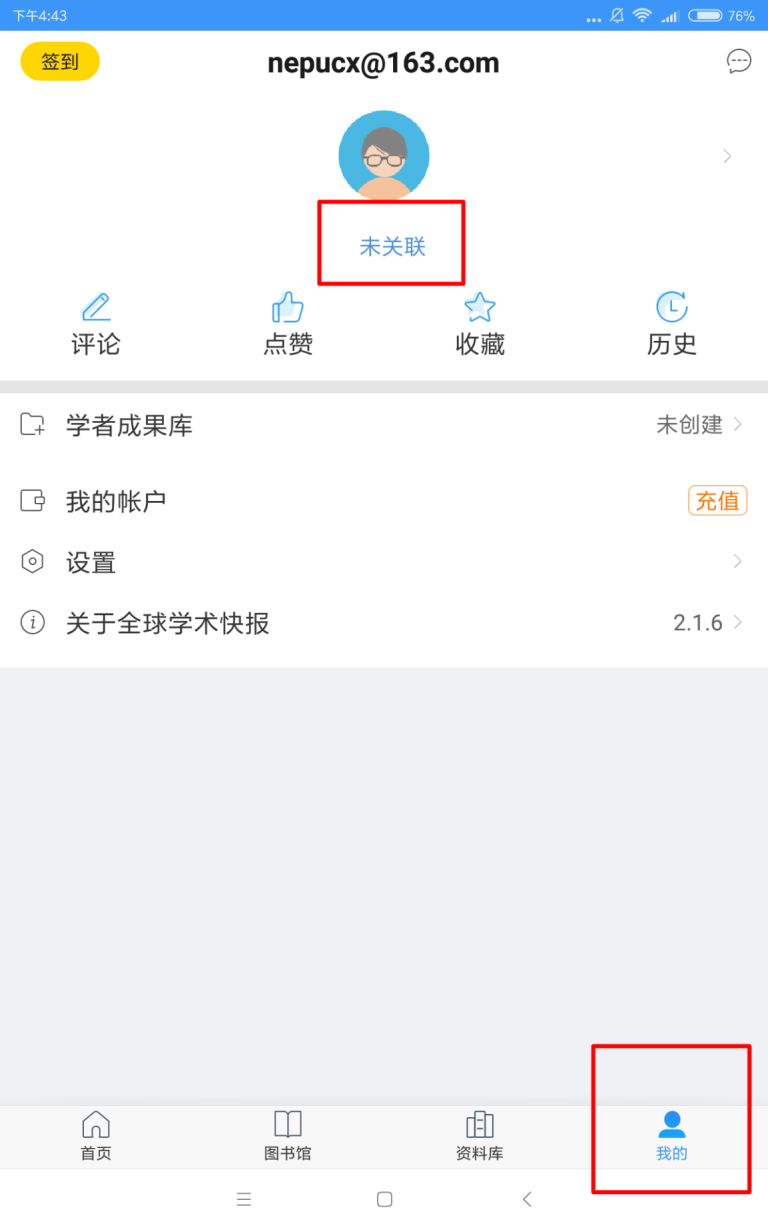 下午4:43 76%
签到 nepucx@163.com
未关联
评论 点赞 收藏 历史
学者成果库 未创建
我的帐户 充值
设置
关于全球学术快报 2.1.6
首页 图书馆 资料库 我的